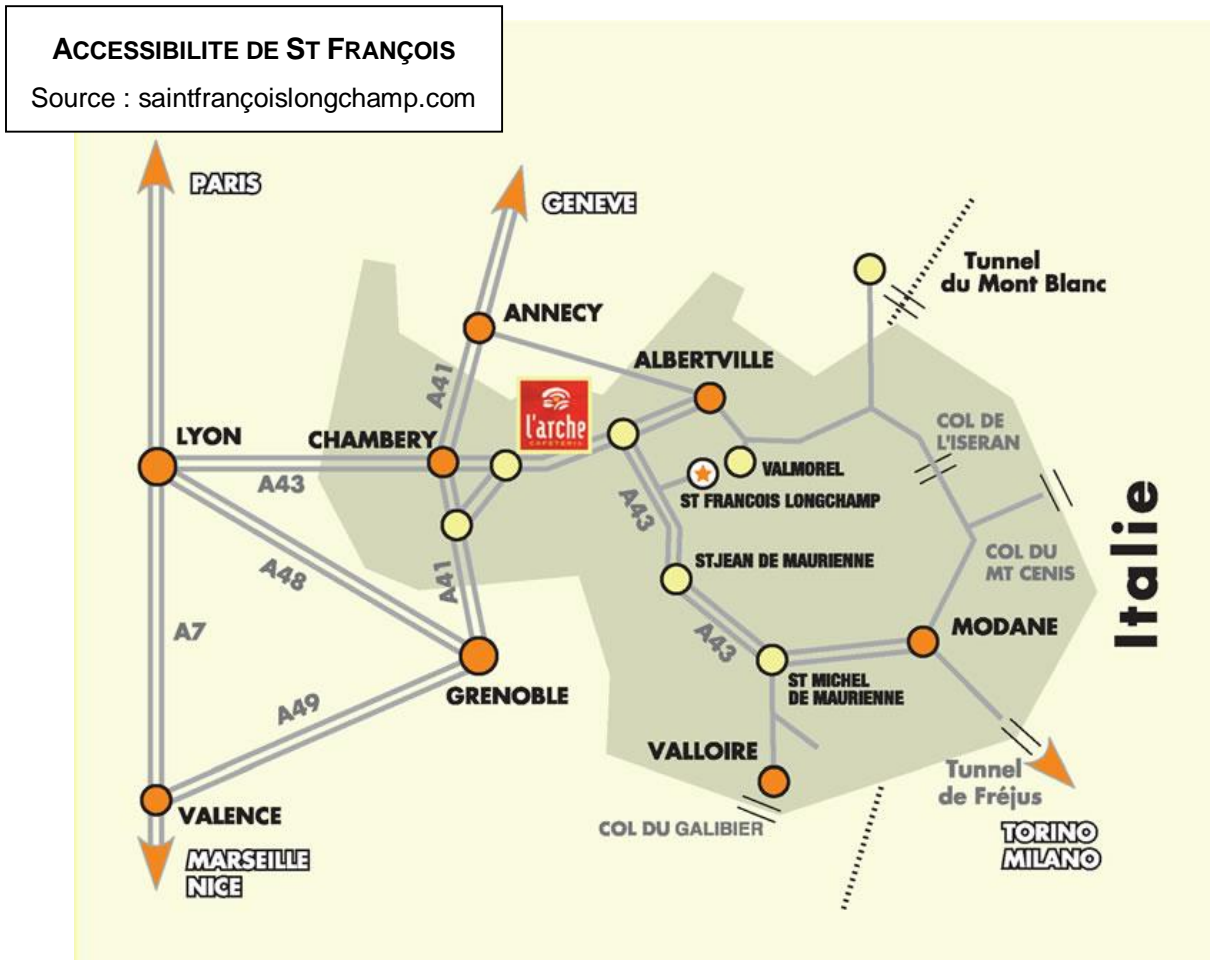 ACCESSIBILITE DE ST FRANÇOIS
Source : saintfrançoislongchamp.com
PARIS
GENEVE
Tunnel
du Mont Blanc
ANNECY
ALBERTVILLE
A41
l'arche
CAFETERIA
COL DE
L'ISERAN
LYON
CHAMBERY
VALMOREL
A43
ST FRANCOIS LONGCHAMP
A43
Italie
STJEAN DE MAURIENNE
COL DU
MT CENIS
A48
A41
A7
MODANE
A43
ST MICHEL
DE MAURIENNE
GRENOBLE
A49
VALLOIRE
Tunnel
de Fréjus
VALENCE
COL DU GALIBIER
TORINO
MILANO
MARSEILLE
NICE